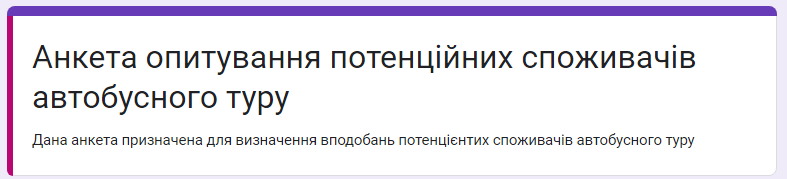 Анкета опитування потенційних споживачів
автобусного туру
Дана анкета призначена для визначення вподобань потенцієнтих споживачів автобусного туру